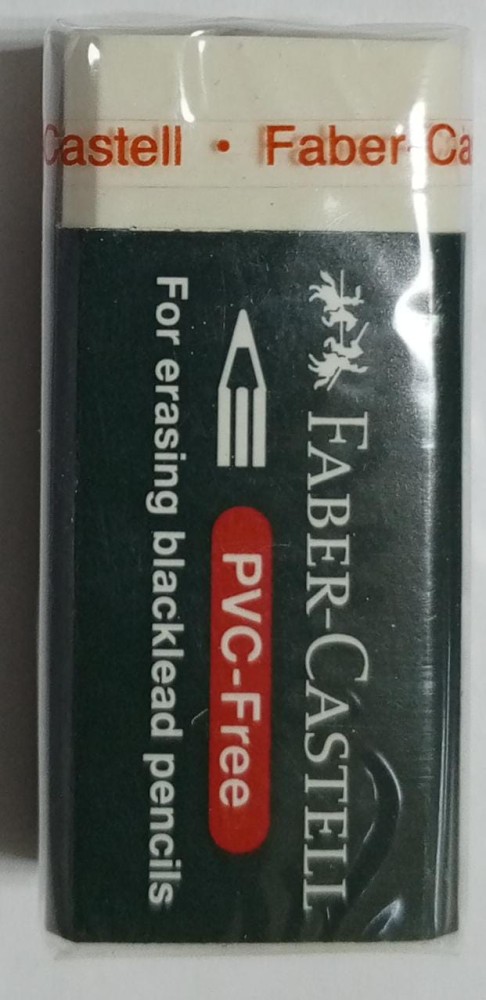 Castell • Faber-Ca
FABER-CASTELL
PVC-Free
For erasing blacklead pencils